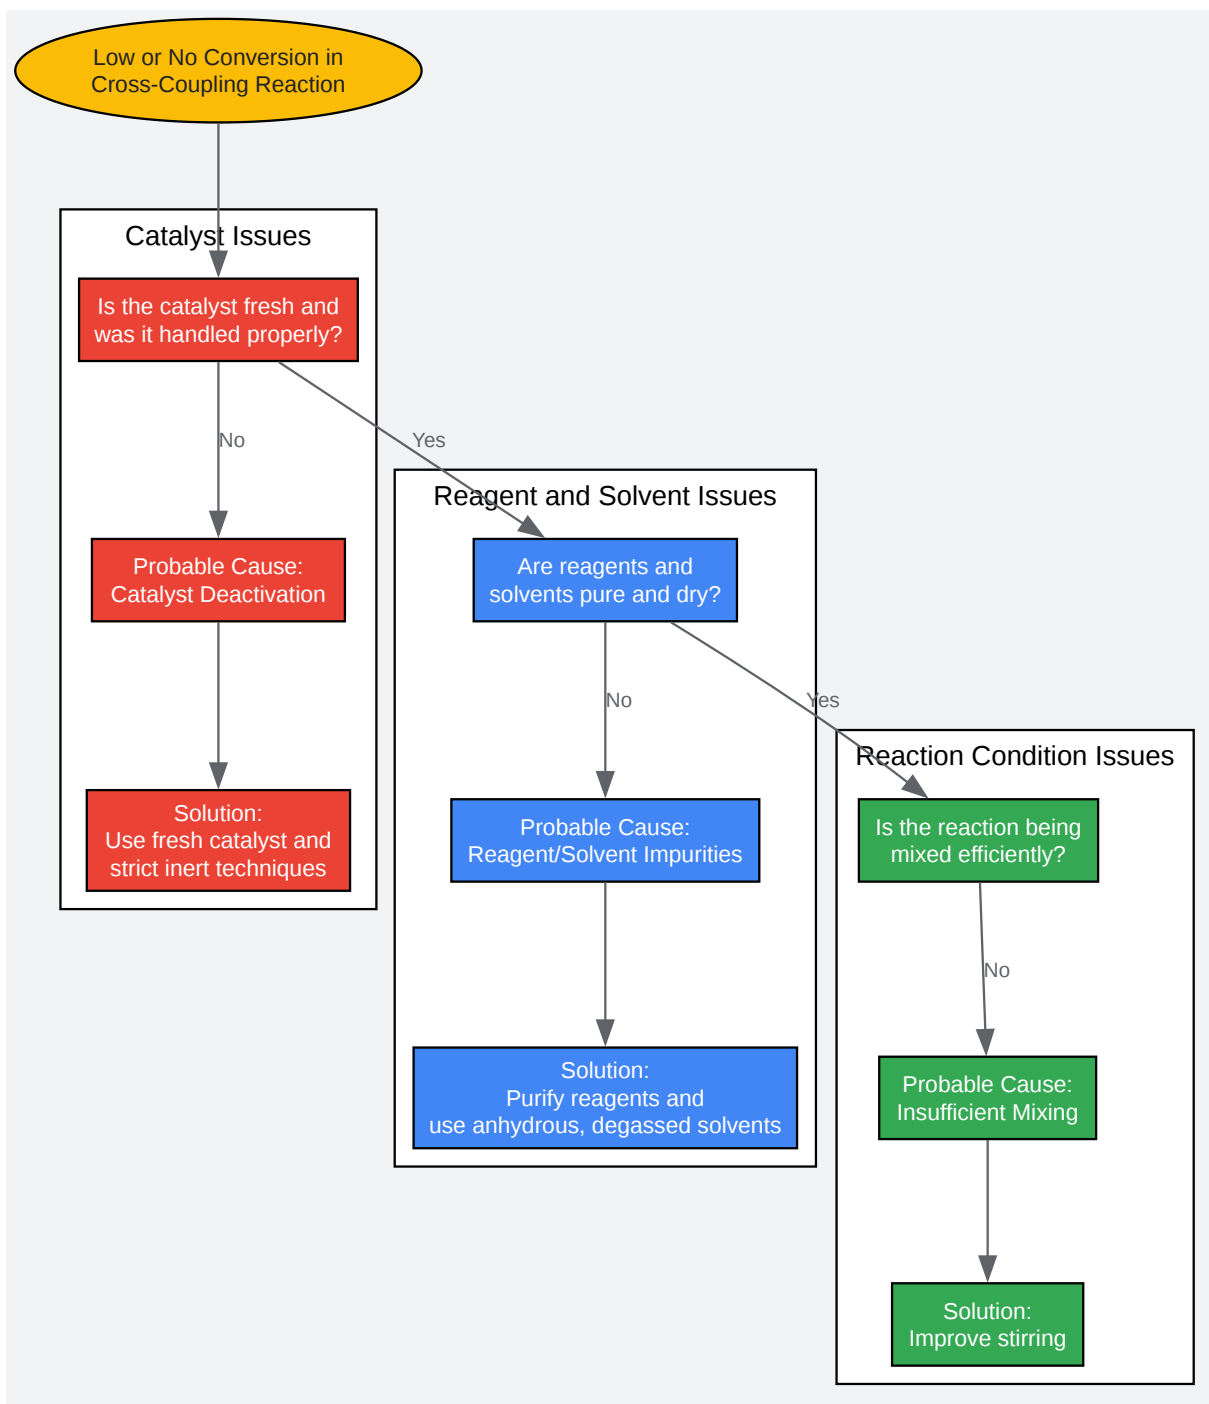 Low or No Conversion in
Cross-Coupling Reaction
Catalyst Issues
Is the catalyst fresh and
was it handled properly?
No
Yes
Probable Cause:
Catalyst Deactivation
Solution:
Use fresh catalyst and
strict inert techniques
Reagent and Solvent Issues
Are reagents and
solvents pure and dry?
No
Yes
Probable Cause:
Reagent/Solvent Impurities
Solution:
Purify reagents and
use anhydrous, degassed solvents
Reaction Condition Issues
Is the reaction being
mixed efficiently?
No
Probable Cause:
Insufficient Mixing
Solution:
Improve stirring